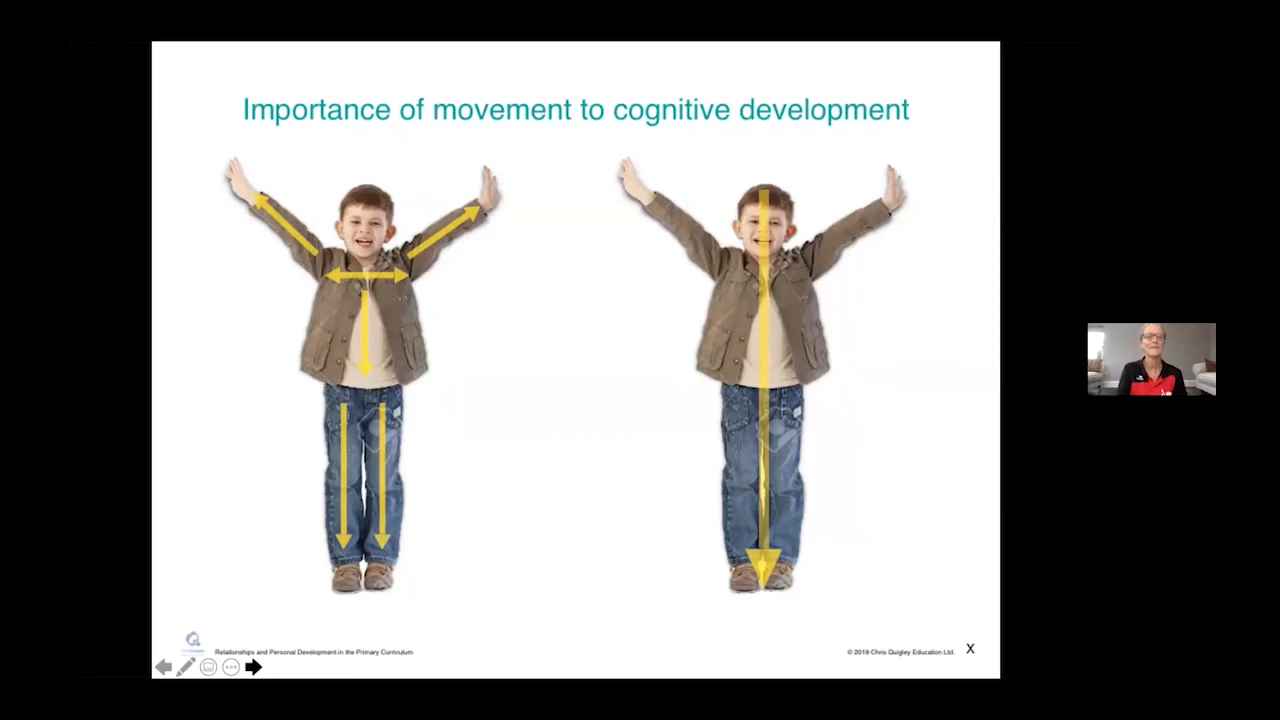 Importance of movement to cognitive development
Relationships and Personal Development in the Primary Curriculum
© 2019 Chris Quigley Education Ltd.
X